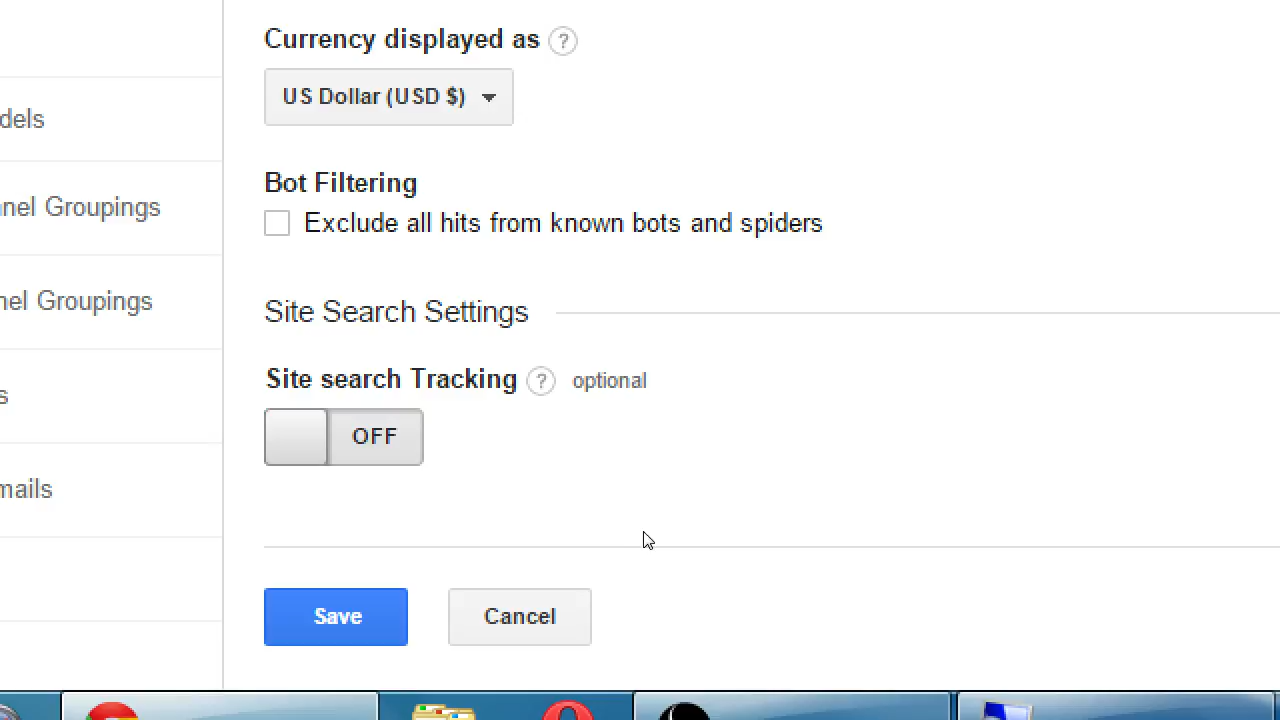 Currency displayed as ?
US Dollar (USD $)
dels
Bot Filtering
nel Groupings
Exclude all hits from known bots and spiders
nel Groupings
Site Search Settings
Site search Tracking ? optional
s
OFF
mails
Save
Cancel